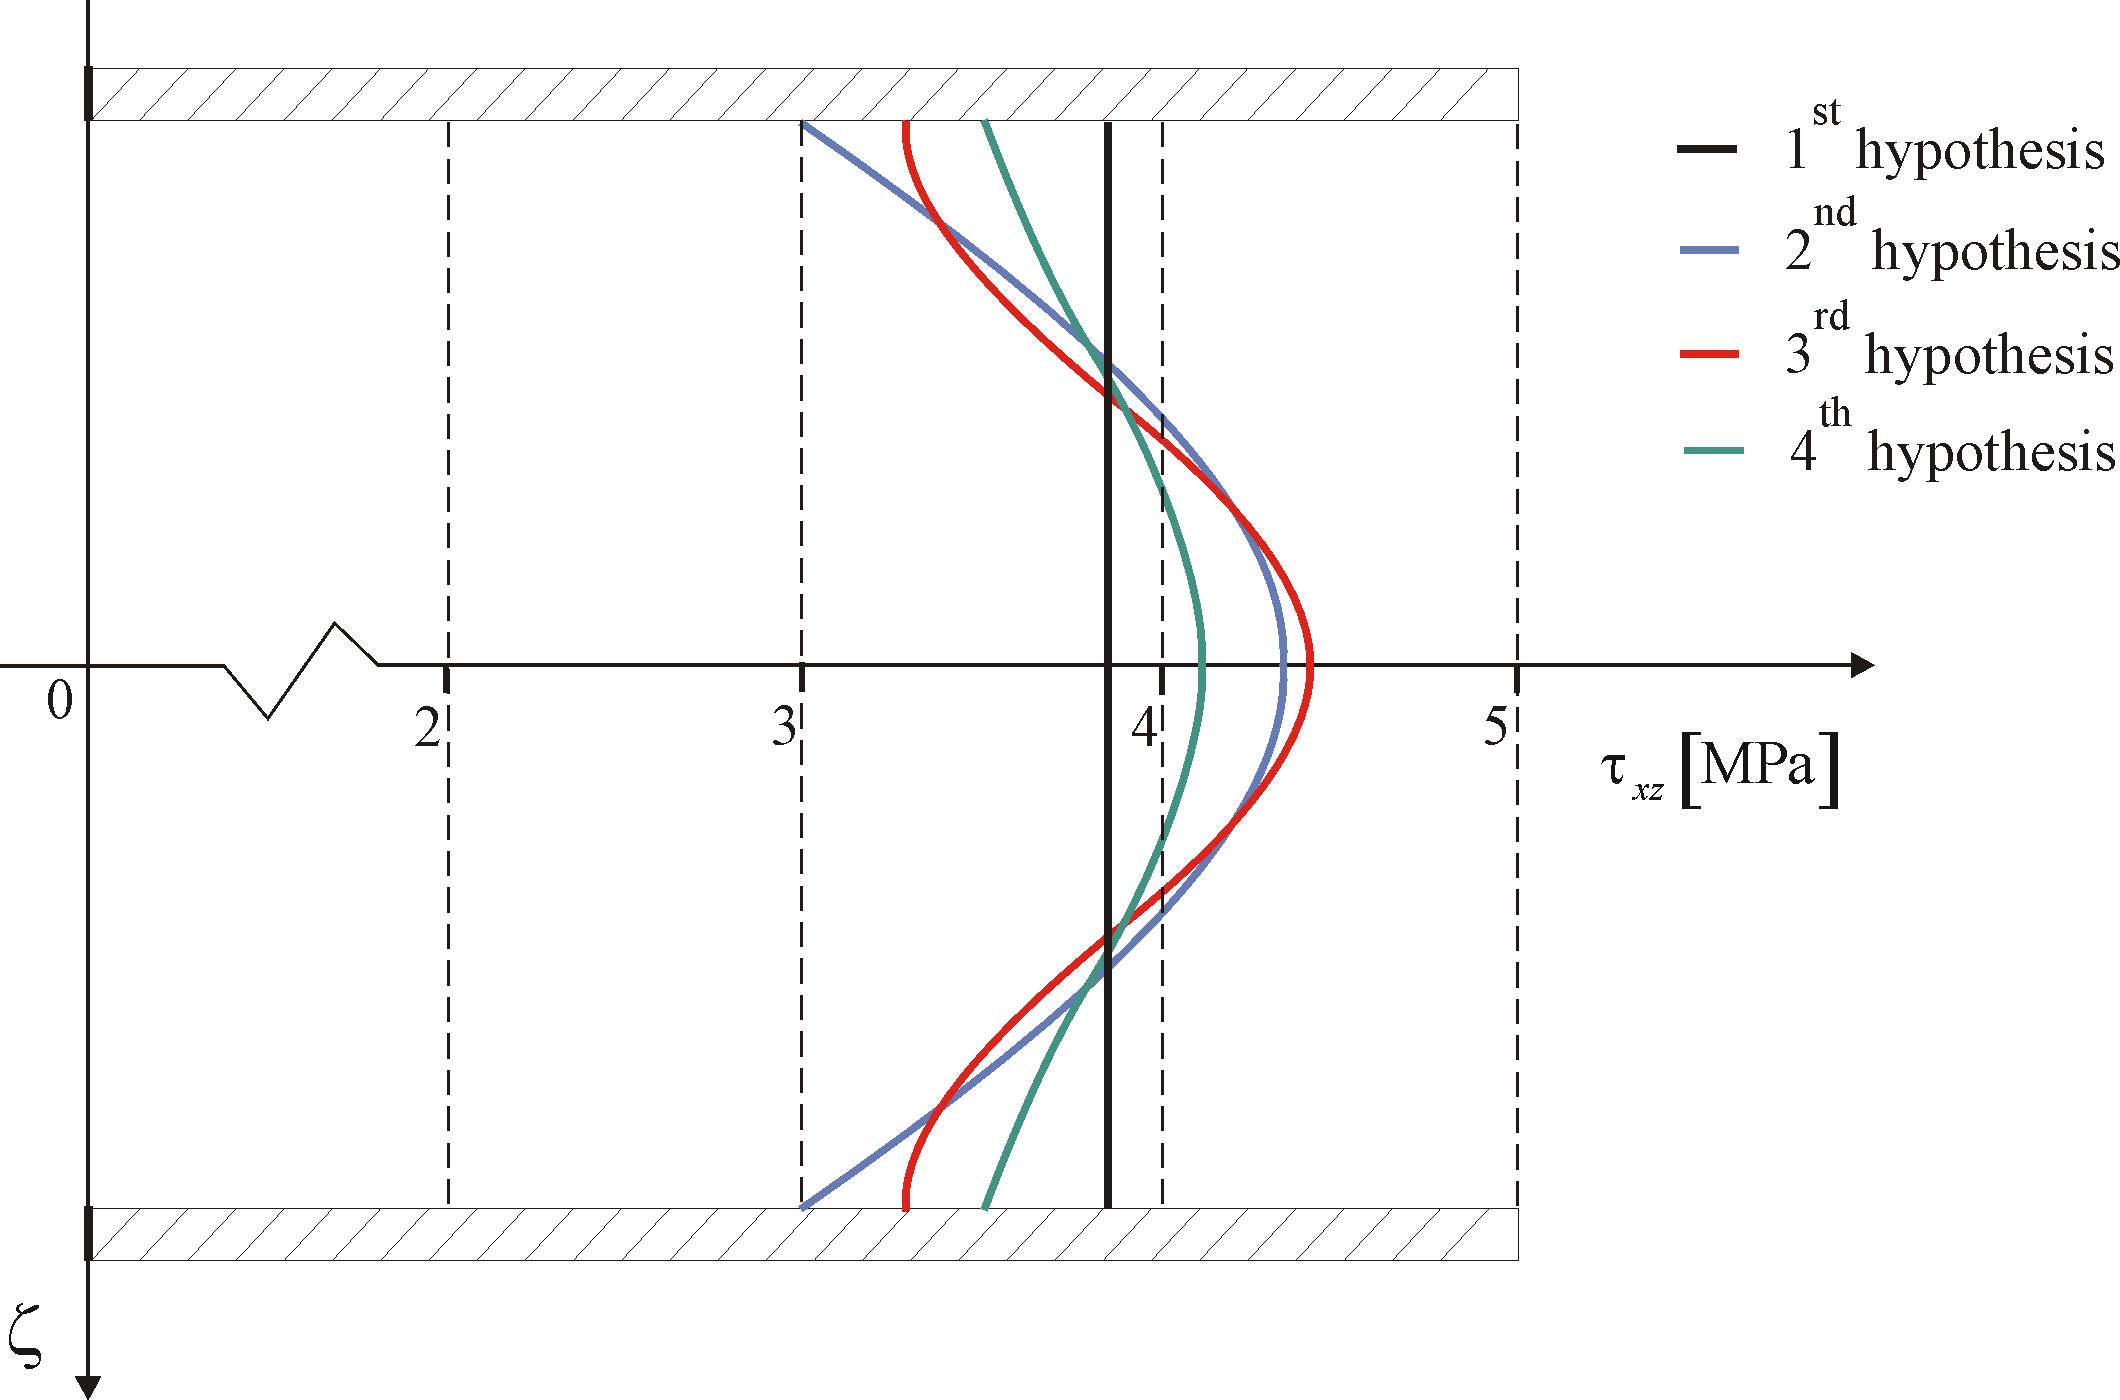 1st hypothesis
2nd hypothesis
3rd hypothesis
4th hypothesis
0
2
3
4
5
τxz [MPa]
ζ